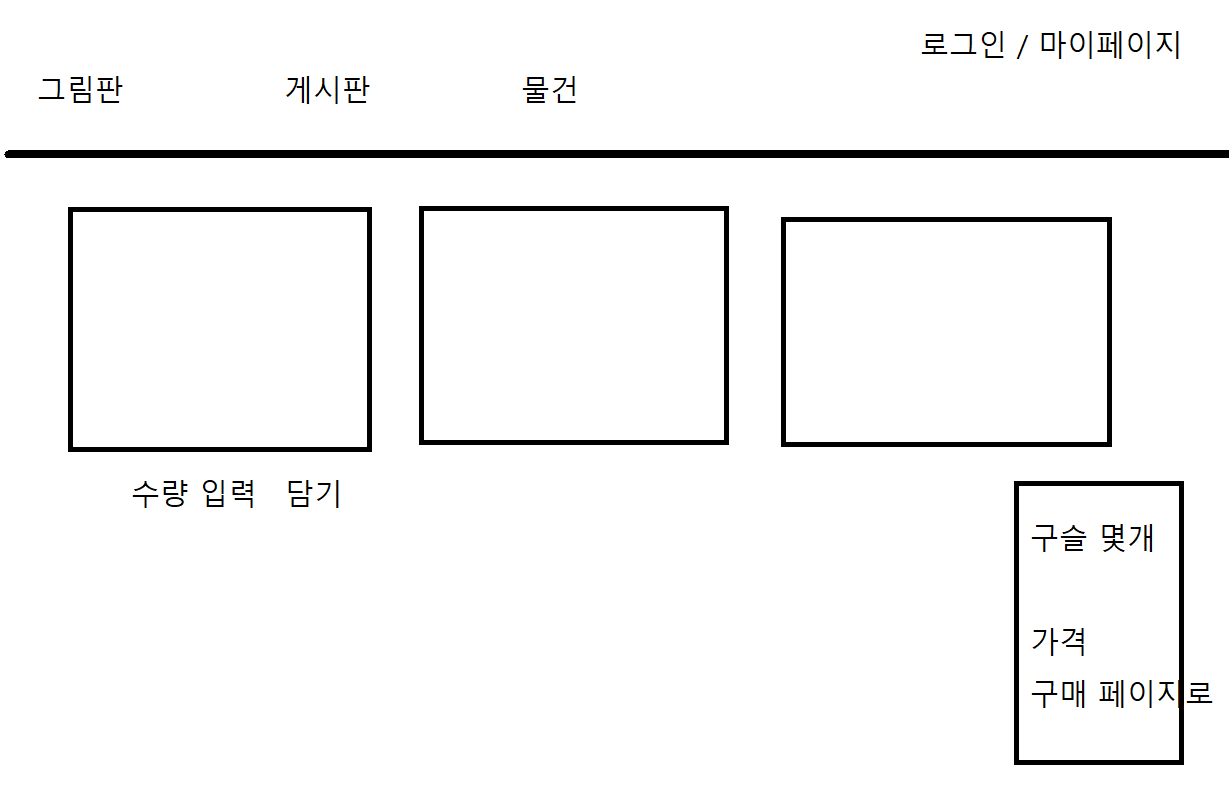 로그인 / 마이페이지
그림판 게시판 물건
수량 입력 담기
구슬 몇개
가격
구매 페이지로